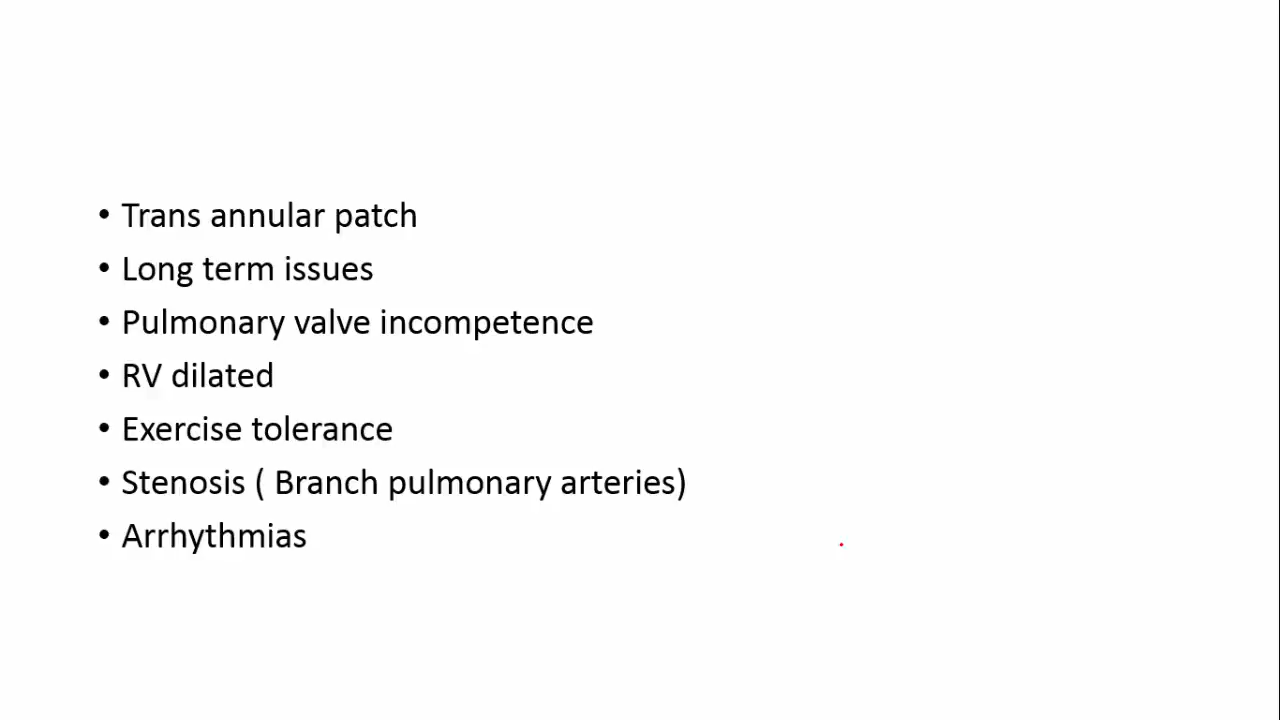 • Trans annular patch
• Long term issues
• Pulmonary valve incompetence
• RV dilated
• Exercise tolerance
• Stenosis ( Branch pulmonary arteries)
• Arrhythmias